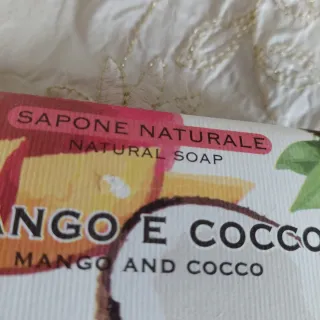 SAPONE NATURALE
NATURAL SOAP
ANGO E COCCO
MANGO AND COCCO